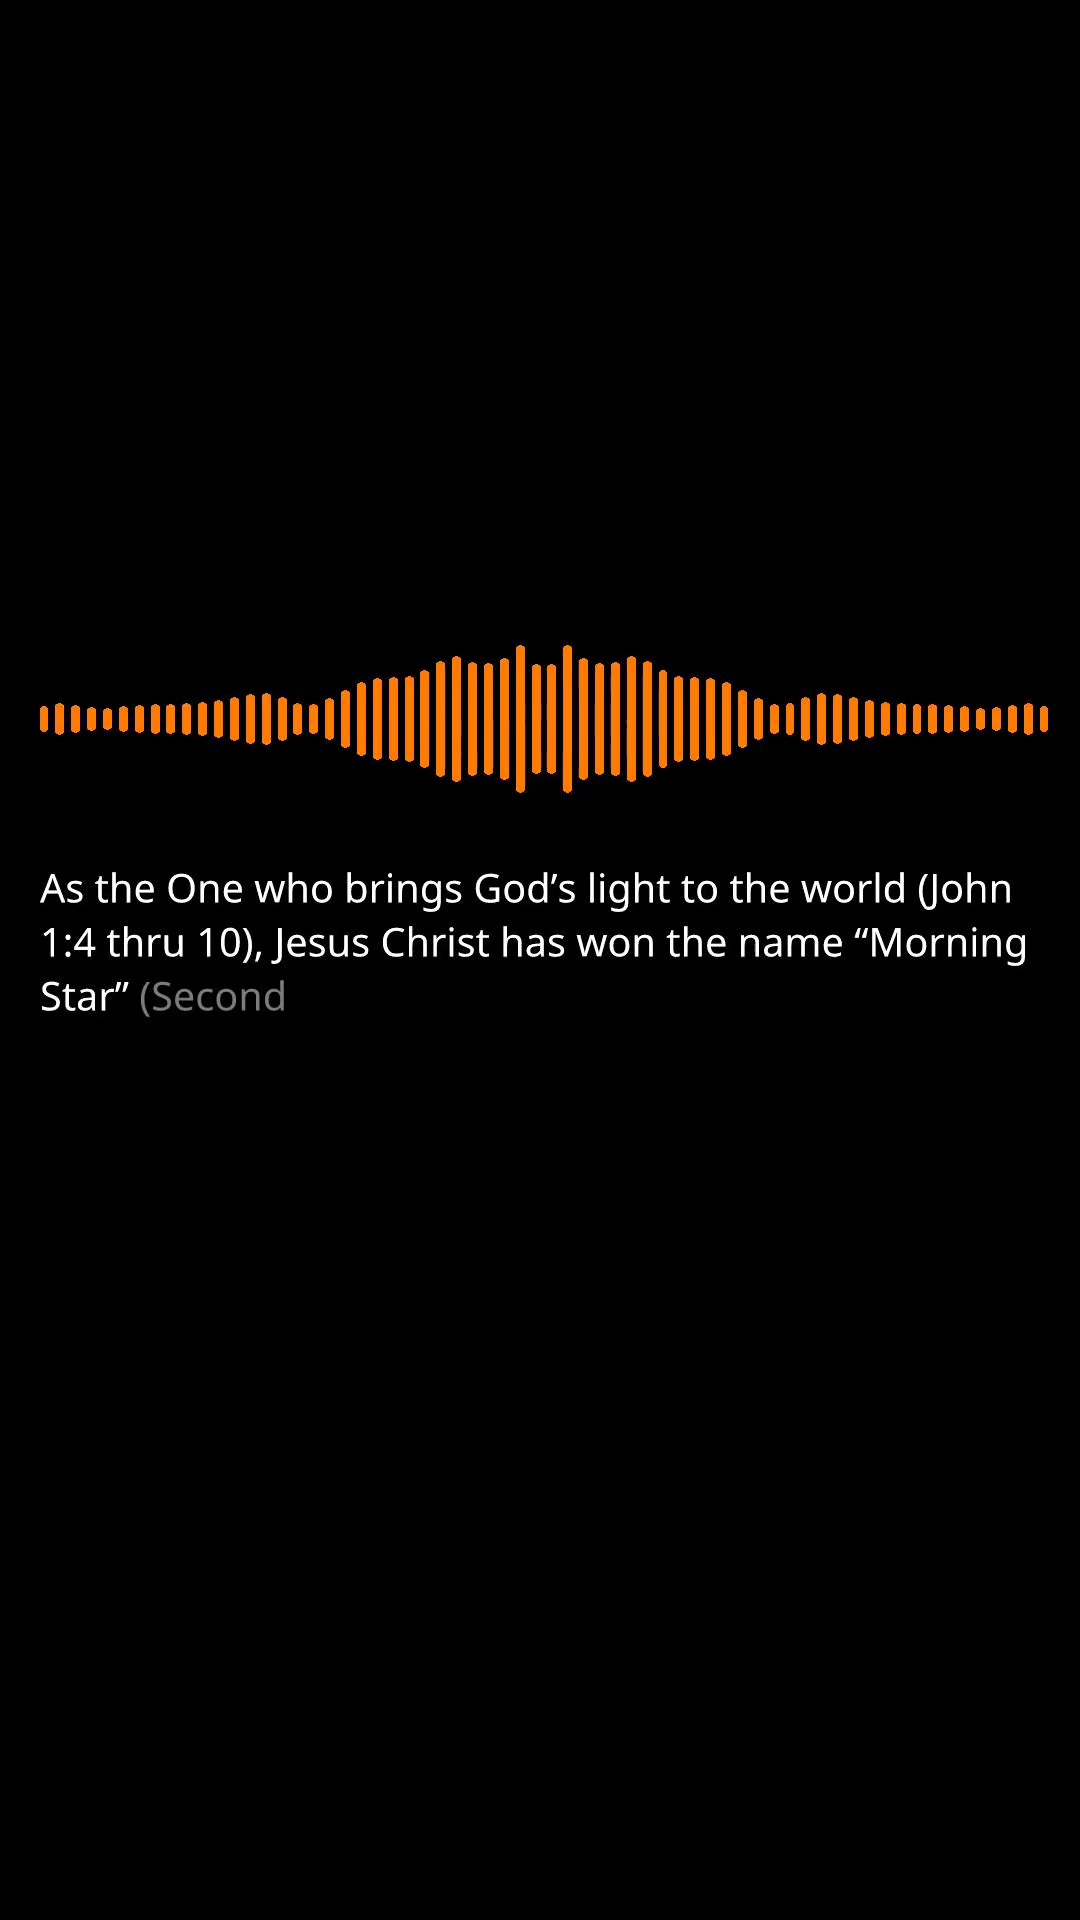 As the One who brings God’s light to the world (John
1:4 thru 10), Jesus Christ has won the name “Morning
Star” (Second